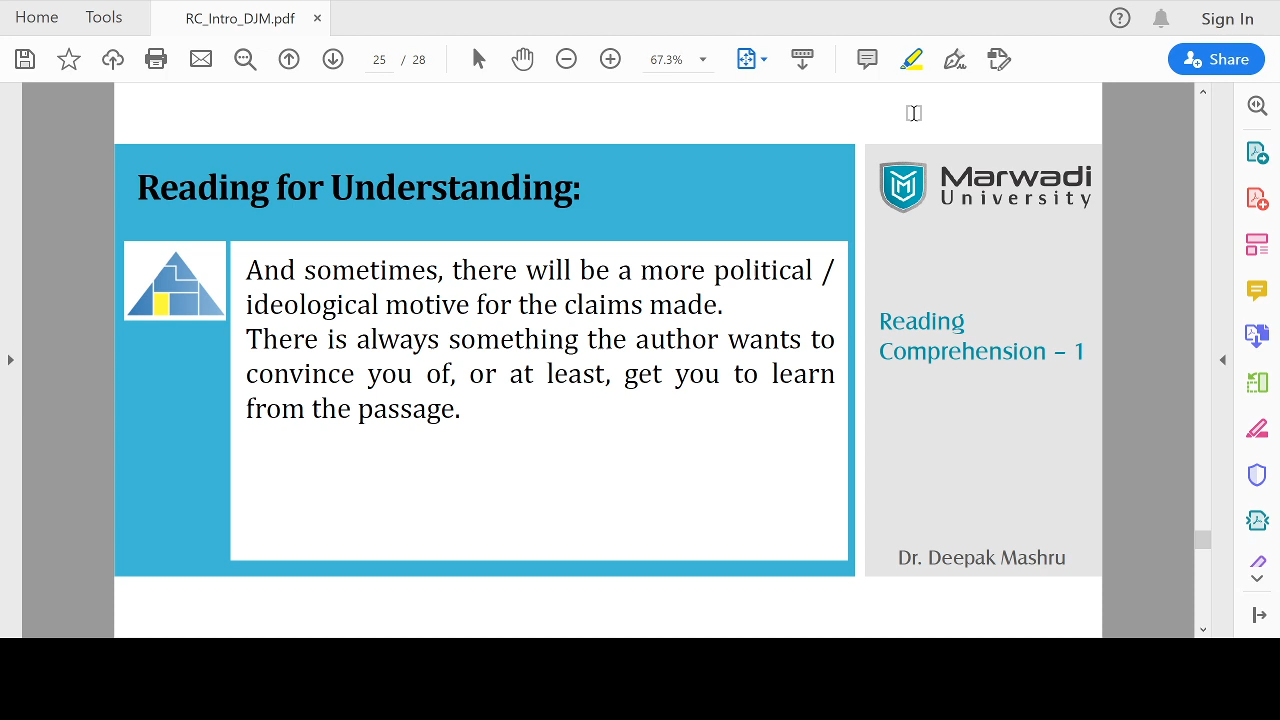 Home Tools RC_Intro_DJM.pdf × Sign In
25 / 28 67.3% Share
Reading for Understanding:
Marwadi
University
And sometimes, there will be a more political /
ideological motive for the claims made.
There is always something the author wants to
convince you of, or at least, get you to learn
from the passage.
Reading
Comprehension – 1
Dr. Deepak Mashru